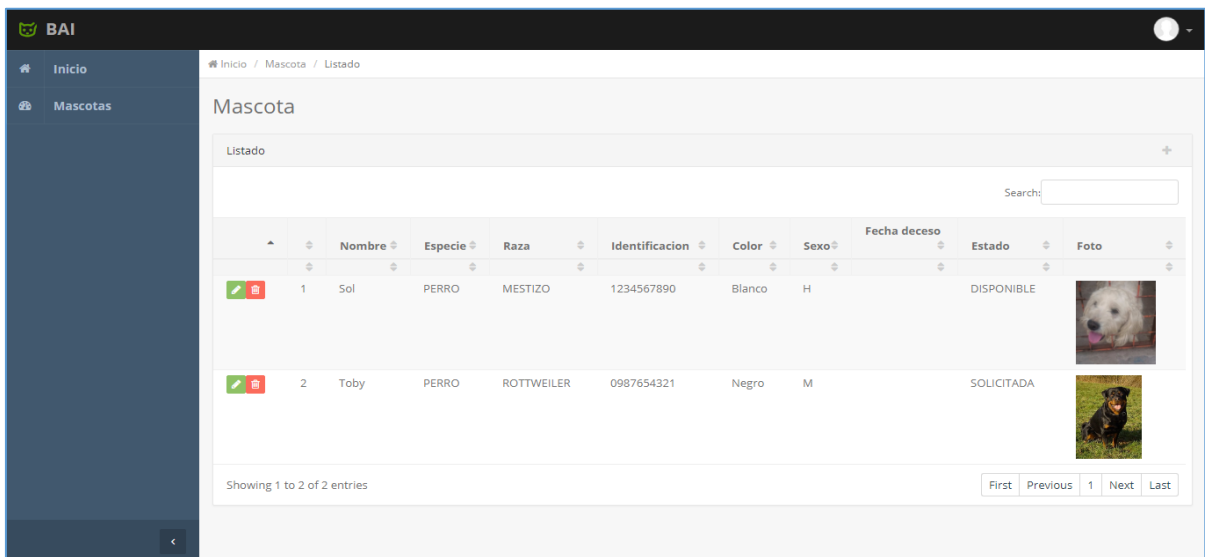 BAI
Inicio
Mascotas
Inicio / Mascota / Listado
Mascota
Listado
Search:
Nombre Especie Raza Identificacion Color Sexo Fecha deceso Estado Foto
1 Sol PERRO MESTIZO 1234567890 Blanco H DISPONIBLE
2 Toby PERRO ROTTWEILER 0987654321 Negro M SOLICITADA
Showing 1 to 2 of 2 entries
First Previous 1 Next Last